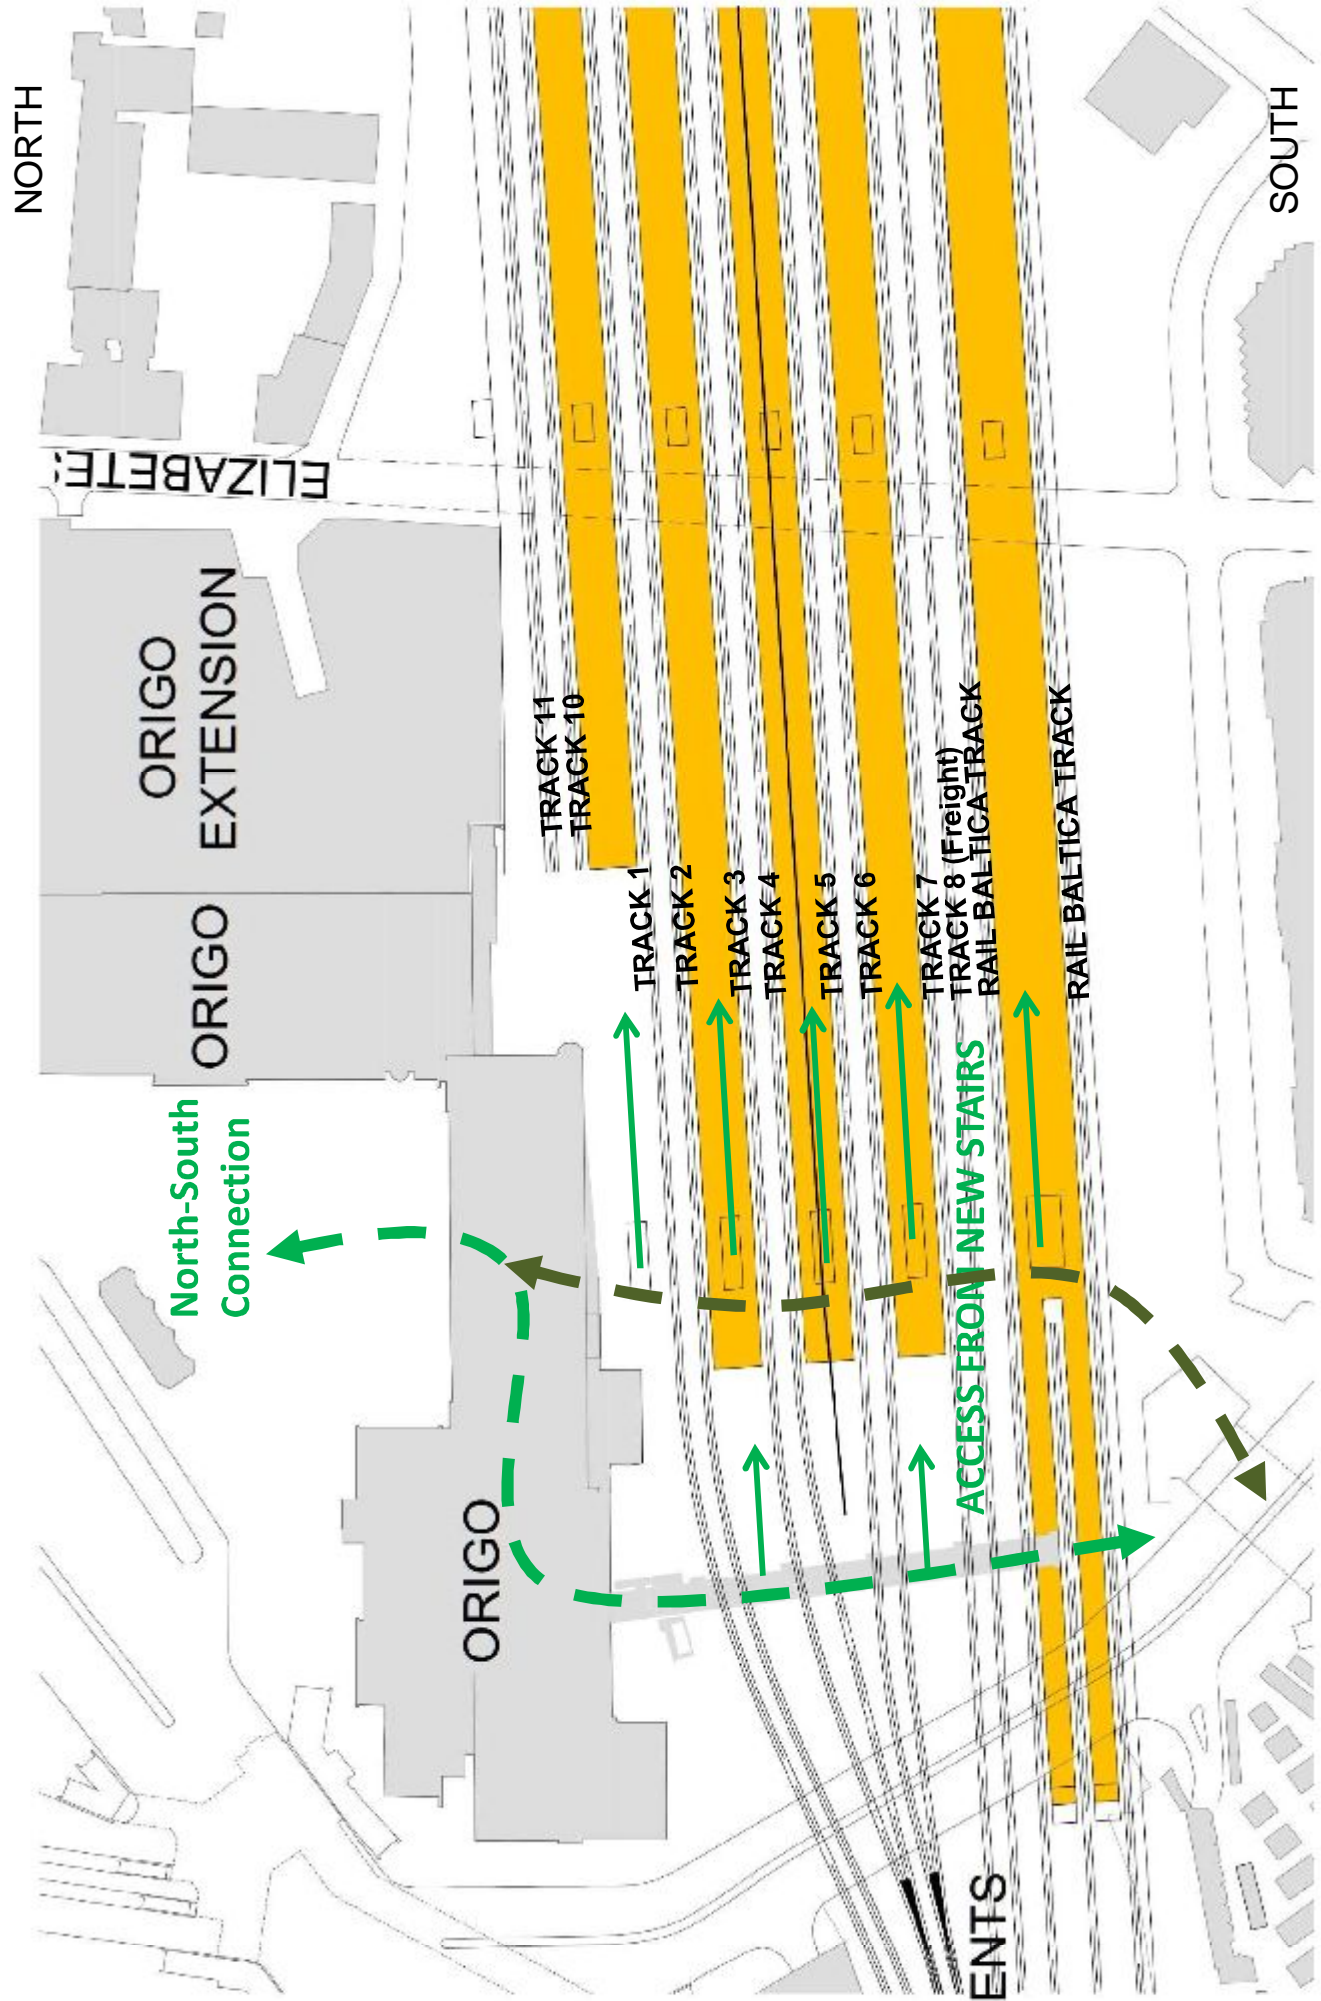 NORTH
SOUTH
ELIZABETES
ORIGO
EXTENSION
TRACK 11
TRACK 10
ORIGO
TRACK 1
TRACK 2
TRACK 3
TRACK 4
TRACK 5
TRACK 6
TRACK 7
TRACK 8 (Freight)
RAIL BALTICA TRACK
RAIL BALTICA TRACK
North-South
Connection
ACCESS FROM NEW STAIRS
ORIGO
ENTS